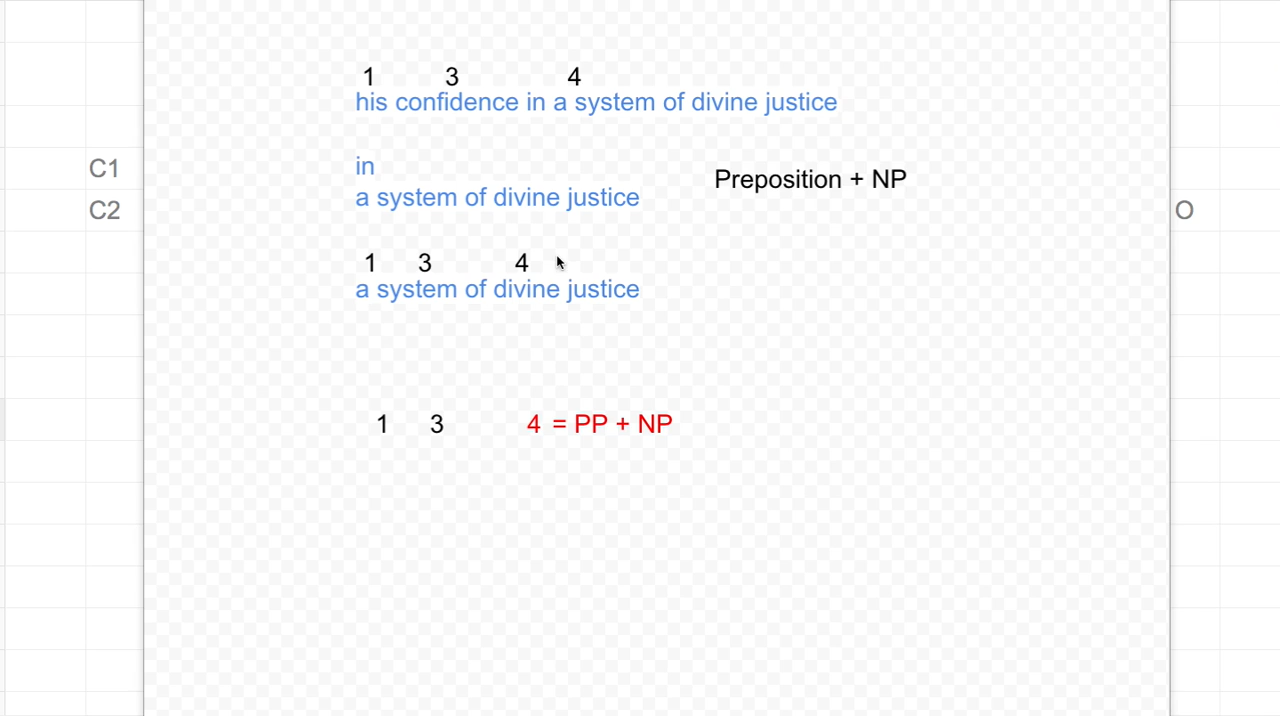 1 3 4
his confidence in a system of divine justice
C1
in
Preposition + NP
a system of divine justice
C2
O
1 3 4
a system of divine justice
1 3 4 = PP + NP